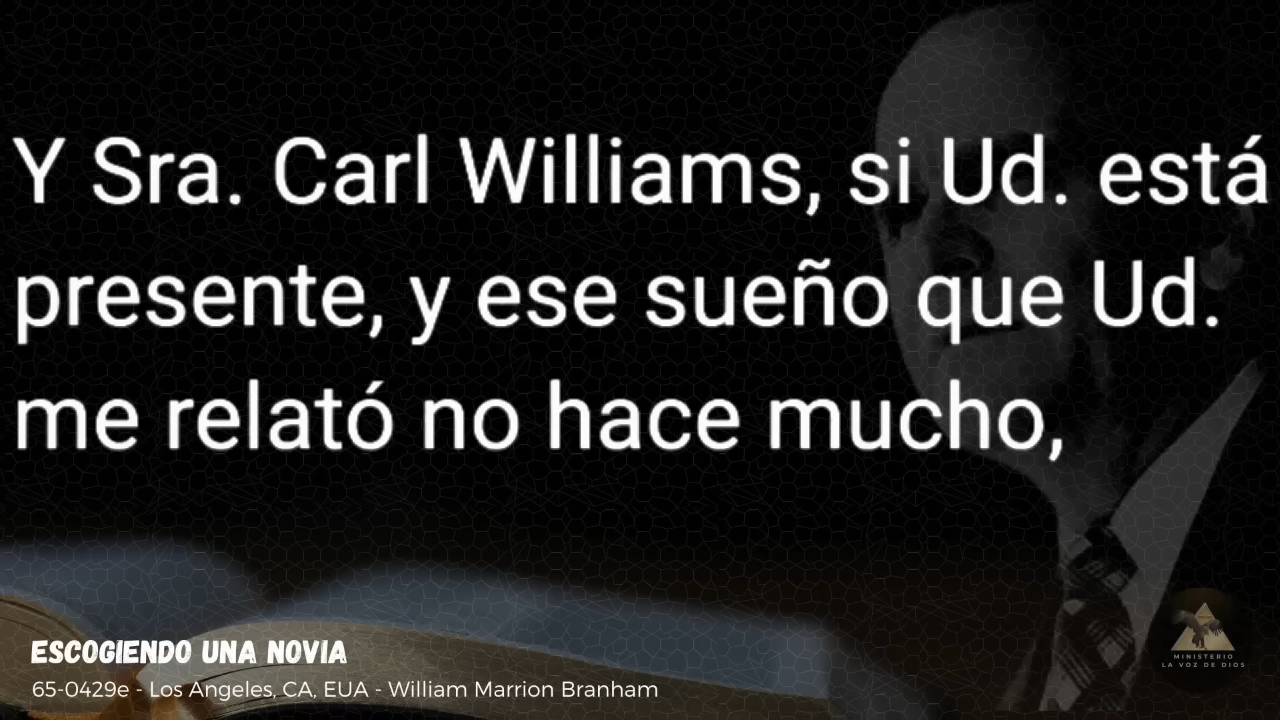 Y Sra. Carl Williams, si Ud. está
presente, y ese sueño que Ud.
me relató no hace mucho,
ESCOGIENDO UNA NOVIA
65-0429e - Los Angeles, CA, EUA - William Marrion Branham
MINISTERIO
LA VOZ DE DIOS